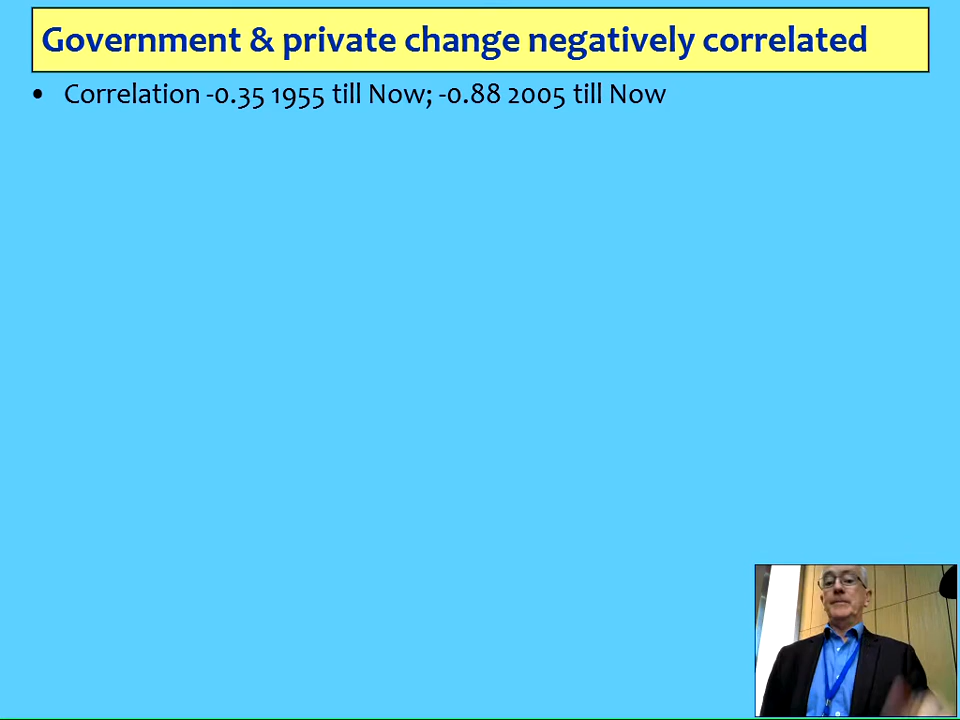 Government & private change negatively correlated
• Correlation -0.35 1955 till Now; -0.88 2005 till Now